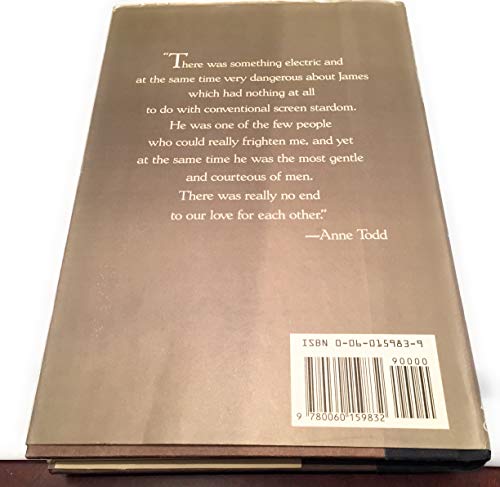 "There was something electric and
at the same time very dangerous about James
which had nothing at all
to do with conventional screen stardom.
He was one of the few people
who could really frighten me, and yet
at the same time he was the most gentle
and courteous of men.
There was really no end
to our love for each other."
—Anne Todd
ISBN 0-06-015983-9
90000
9 780060 159832